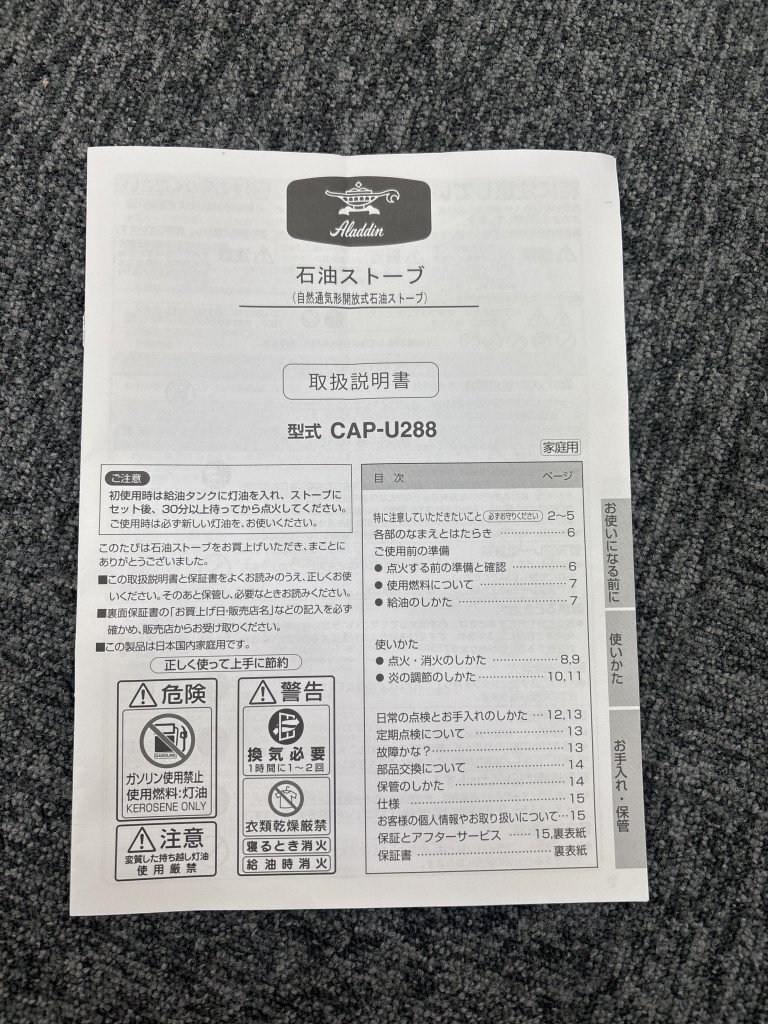 Aladdin
石油ストーブ
(自然通気形開放式石油ストーブ)
取扱説明書
型式 CAP-U288
家庭用
ご注意
初使用時は給油タンクに灯油を入れ、ストーブに
セット後、30分以上待ってから点火してください。
ご使用時は必ず新しい灯油を、お使いください。
このたびは石油ストーブをお買上げいただき、まことに
ありがとうございました。
■この取扱説明書と保証書をよくお読みのうえ、正しくお使
いください。そのあと保管し、必要なときお読みください。
■裏面保証書の「お買上げ日・販売店名」などの記入を必ず
確かめ、販売店からお受け取りください。
■この製品は日本国内家庭用です。
正しく使って上手に節約
危険
GASOLINE
ガソリン使用禁止
使用燃料:灯油
KEROSENE ONLY
注意
変質した持ち越し灯油
使用厳禁
警告
換気必要
1時間に1~2回
衣類乾燥厳禁
寝るとき消火
給油時消火
目次 ページ
特に注意していただきたいこと 必ずお守りください 2~5
各部のなまえとはたらき 6
ご使用前の準備
● 点火する前の準備と確認 6
● 使用燃料について 7
● 給油のしかた 7
使いかた
● 点火・消火のしかた 8,9
● 炎の調節のしかた 10,11
日常の点検とお手入れのしかた 12,13
定期点検について 13
故障かな? 13
部品交換について 14
保管のしかた 14
仕様 15
お客様の個人情報やお取り扱いについて 15
保証とアフターサービス 15,裏表紙
保証書 裏表紙
お使いになる前に
使いかた
お手入れ・保管